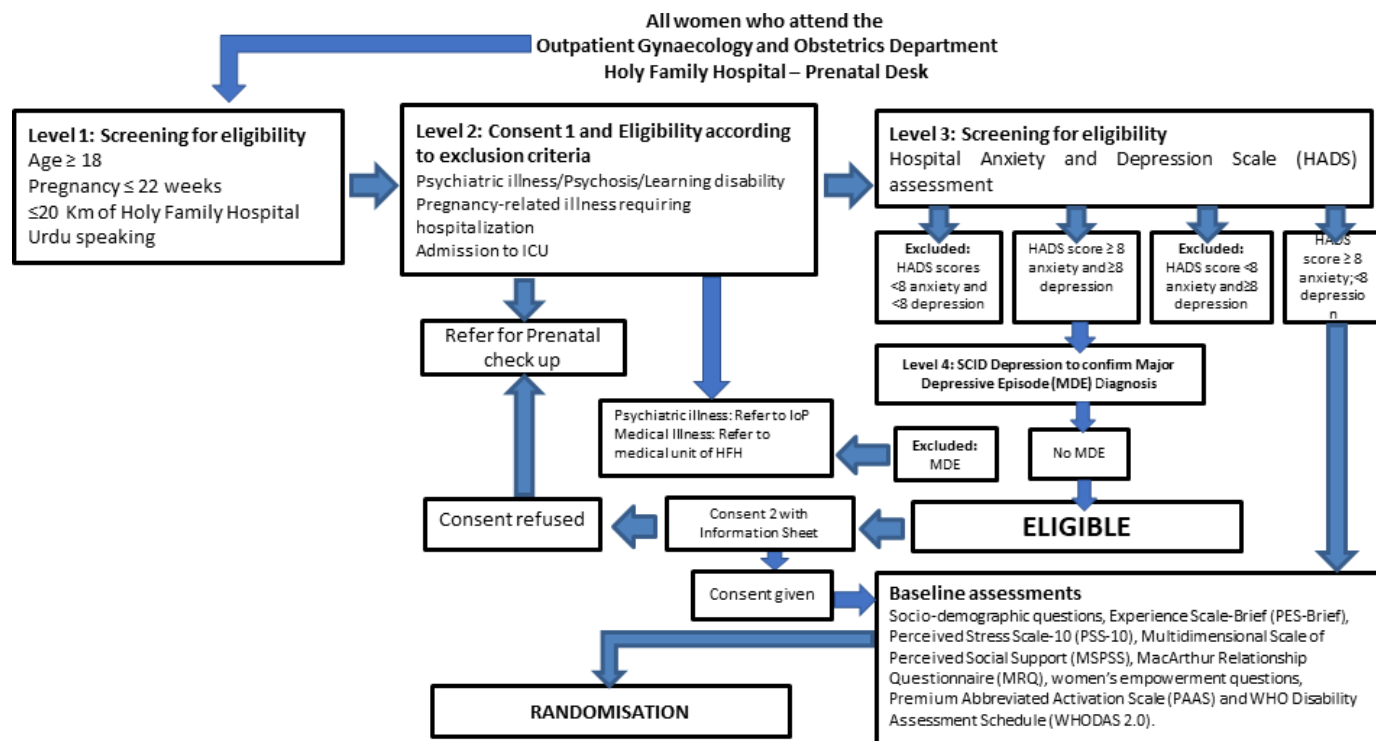 All women who attend the
Outpatient Gynaecology and Obstetrics Department
Holy Family Hospital – Prenatal Desk
Level 1: Screening for eligibility
Age ≥ 18
Pregnancy ≤ 22 weeks
≤20 Km of Holy Family Hospital
Urdu speaking
Level 2: Consent 1 and Eligibility according
to exclusion criteria
Psychiatric illness/Psychosis/Learning disability
Pregnancy-related illness requiring
hospitalization
Admission to ICU
Level 3: Screening for eligibility
Hospital Anxiety and Depression Scale (HADS)
assessment
Excluded:
HADS scores
<8 anxiety and
<8 depression
HADS score ≥ 8
anxiety and ≥8
depression
Excluded:
HADS score <8
anxiety and ≥8
depression
HADS
score ≥ 8
anxiety;<8
depressio
n
Refer for Prenatal
check up
Level 4: SCID Depression to confirm Major
Depressive Episode (MDE) Diagnosis
Psychiatric illness: Refer to IoP
Medical Illness: Refer to
medical unit of HFH
Excluded:
MDE
No MDE
Consent refused
Consent 2 with
Information Sheet
ELIGIBLE
Consent given
Baseline assessments
Socio-demographic questions, Experience Scale-Brief (PES-Brief),
Perceived Stress Scale-10 (PSS-10), Multidimensional Scale of
Perceived Social Support (MSPSS), MacArthur Relationship
Questionnaire (MRQ), women's empowerment questions,
Premium Abbreviated Activation Scale (PAAS) and WHO Disability
Assessment Schedule (WHODAS 2.0).
RANDOMISATION